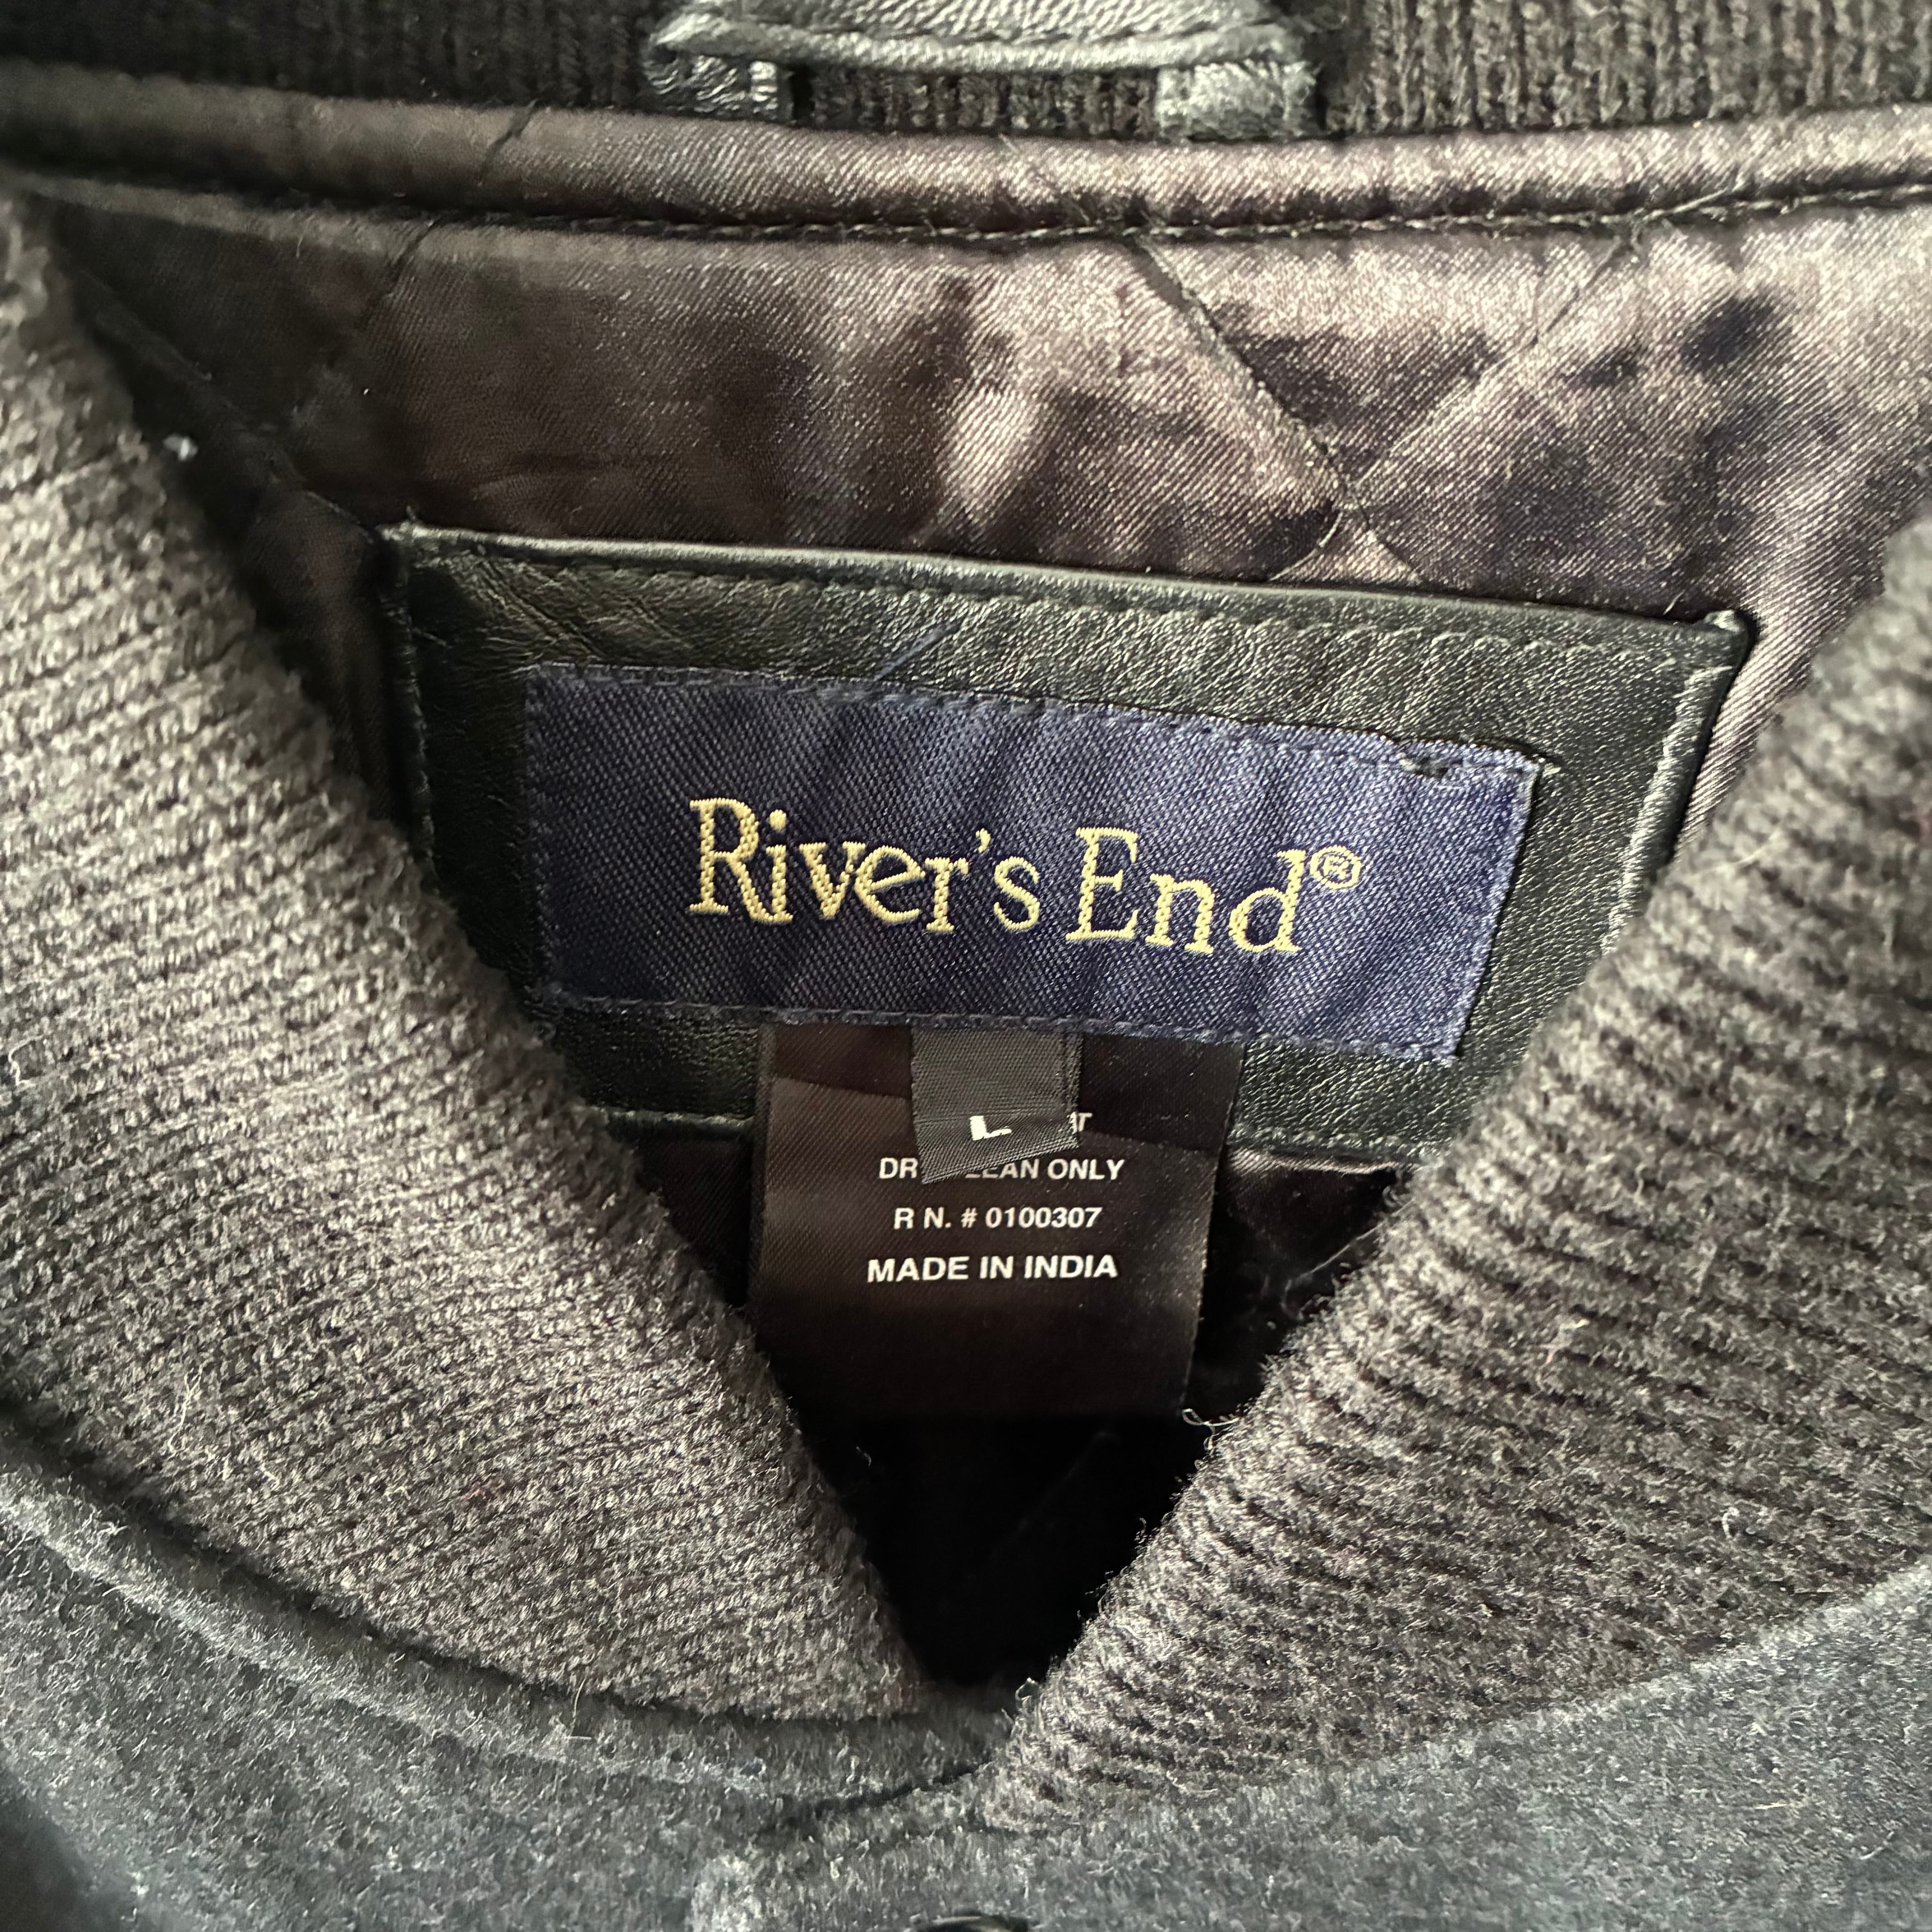 River's End®
L
ONLY
R N. # 0100307
MADE IN INDIA